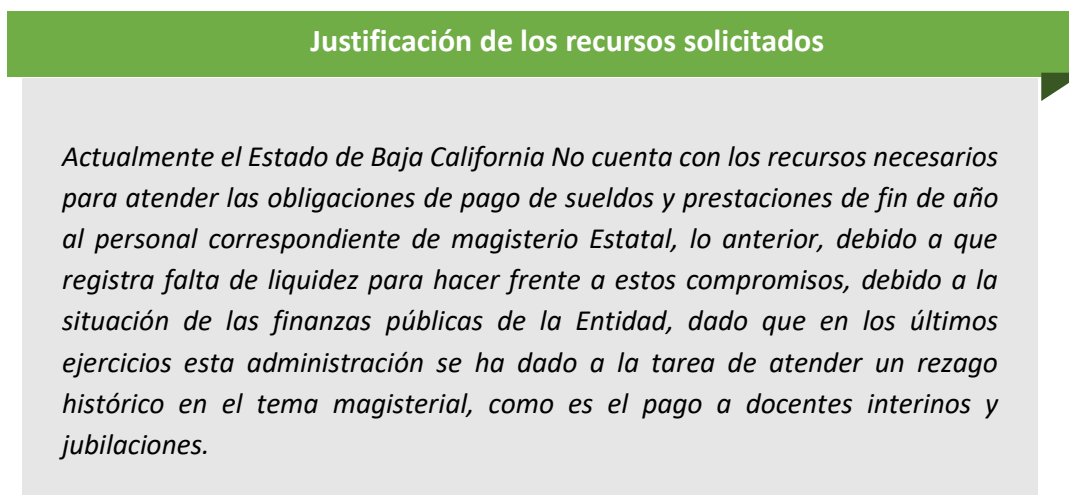 Justificación de los recursos solicitados
Actualmente el Estado de Baja California No cuenta con los recursos necesarios
para atender las obligaciones de pago de sueldos y prestaciones de fin de año
al personal correspondiente de magisterio Estatal, lo anterior, debido a que
registra falta de liquidez para hacer frente a estos compromisos, debido a la
situación de las finanzas públicas de la Entidad, dado que en los últimos
ejercicios esta administración se ha dado a la tarea de atender un rezago
histórico en el tema magisterial, como es el pago a docentes interinos y
jubilaciones.